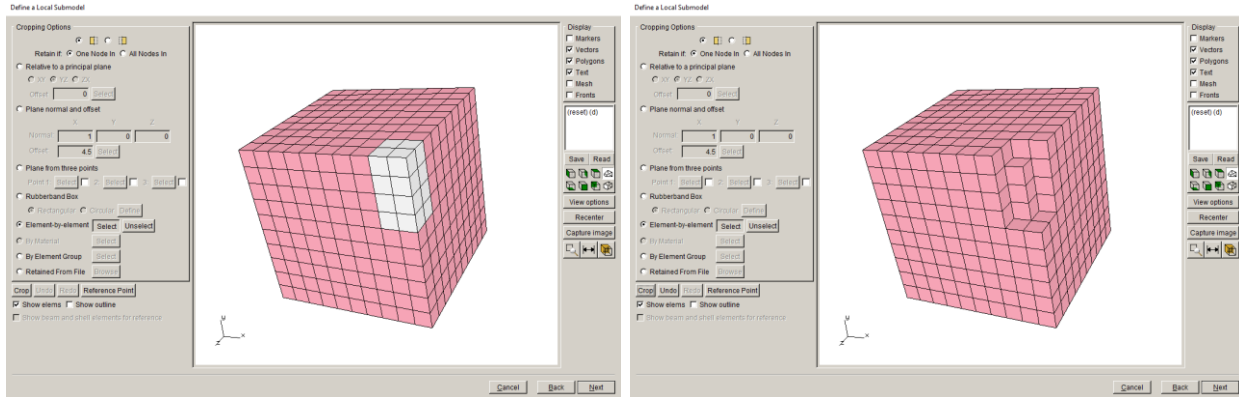 Define a Local Submodel
Cropping Options
Retain if: One Node In All Nodes In
Relative to a principal plane
XY YZ ZX
Offset 0 Select
Plane normal and offset
X Y Z
Normal 1 0 0
Offset 4.5 Select
Plane from three points
Point 1: Select 2: Select 3: Select
Rubberband Box
Rectangular Circular Define
Element-by-element Select Unselect
By Material Select
By Element Group Select
Retained From File Browse
Crop Undo Redo Reference Point
Show elems Show outline
Show beam and shell elements for reference
y
x
z
Display
Markers
Vectors
Polygons
Text
Mesh
Fronts
(reset) (d)
Save Read
View options
Recenter
Capture image
Cancel Back Next
Define a Local Submodel
Cropping Options
Retain if: One Node In All Nodes In
Relative to a principal plane
XY YZ ZX
Offset 0 Select
Plane normal and offset
X Y Z
Normal 1 0 0
Offset 4.5 Select
Plane from three points
Point 1: Select 2: Select 3: Select
Rubberband Box
Rectangular Circular Define
Element-by-element Select Unselect
By Material Select
By Element Group Select
Retained From File Browse
Crop Undo Redo Reference Point
Show elems Show outline
Show beam and shell elements for reference
y
x
z
Display
Markers
Vectors
Polygons
Text
Mesh
Fronts
(reset) (d)
Save Read
View options
Recenter
Capture image
Cancel Back Next